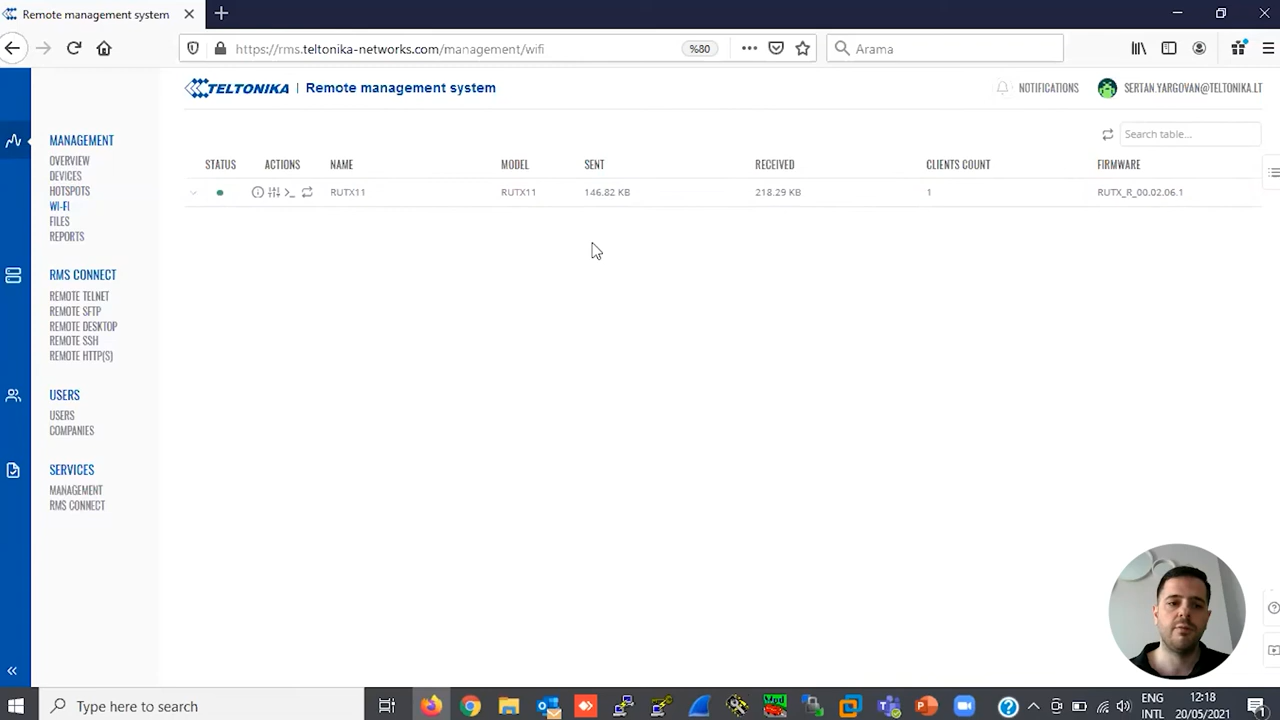 Remote management system
https://rms.teltonika-networks.com/management/wifi
%80
Arama
TELTONIKA | Remote management system
NOTIFICATIONS
SERTAN.YARGOVAN@TELTONIKA.LT
Search table...
MANAGEMENT
OVERVIEW
DEVICES
HOTSPOTS
WI-FI
FILES
REPORTS
RMS CONNECT
REMOTE TELNET
REMOTE SFTP
REMOTE DESKTOP
REMOTE SSH
REMOTE HTTP(S)
USERS
USERS
COMPANIES
SERVICES
MANAGEMENT
RMS CONNECT
STATUS ACTIONS NAME MODEL SENT RECEIVED CLIENTS COUNT FIRMWARE
RUTX11 RUTX11 146.82 KB 218.29 KB 1 RUTX_R_00.02.06.1
Type here to search
ENG
INTL
12:18
20/05/2021
1